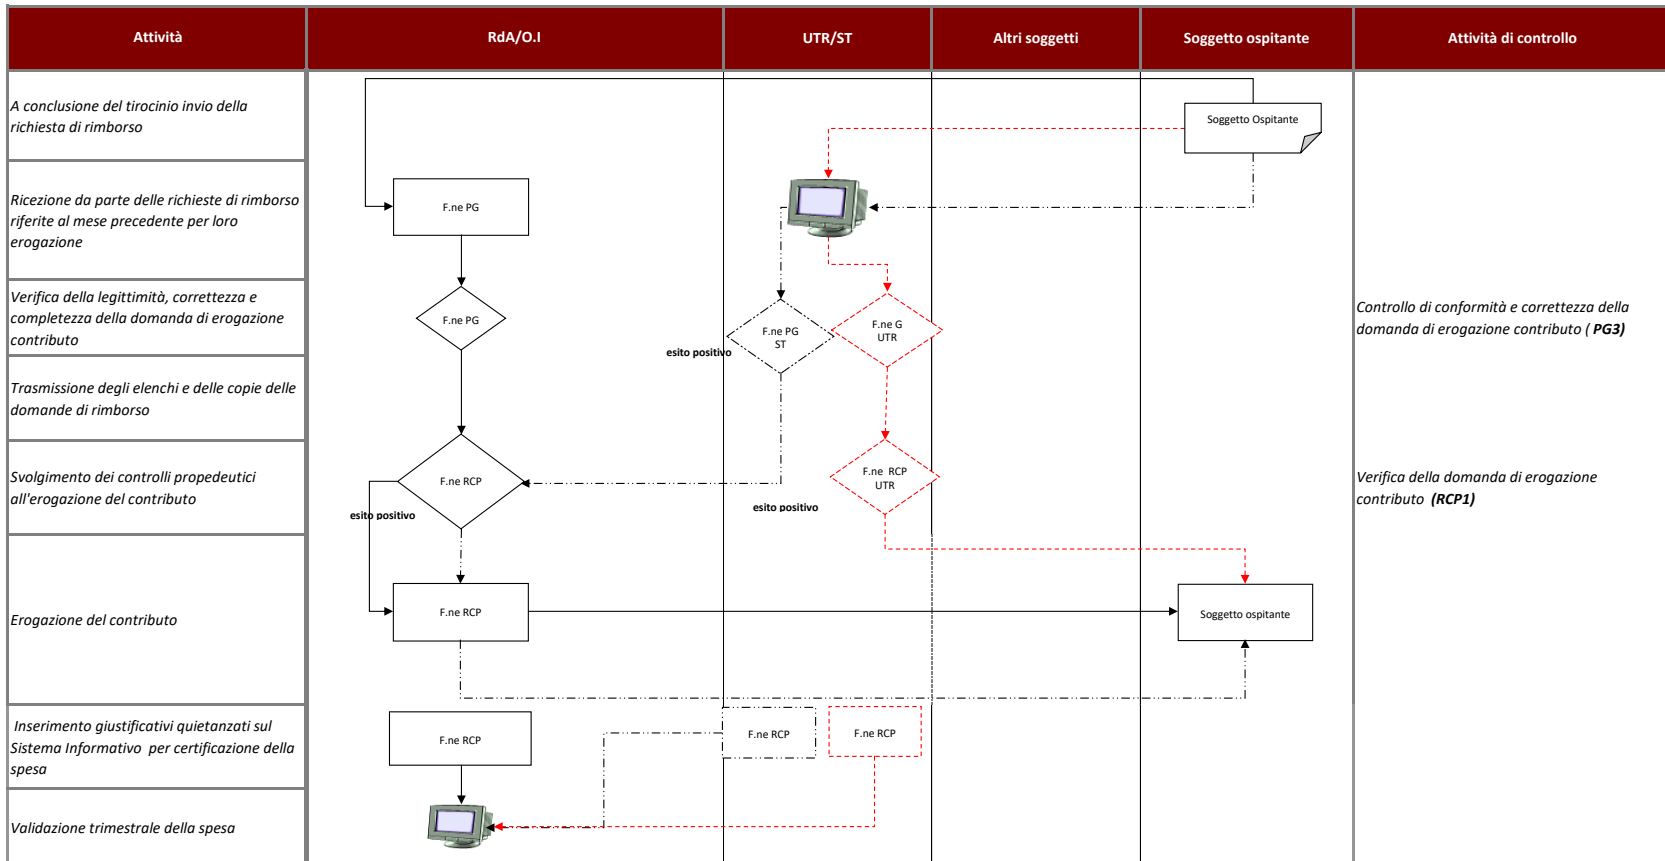 Attività
RdA/O.I
UTR/ST
Altri soggetti
Soggetto ospitante
Attività di controllo
A conclusione del tirocinio invio della
richiesta di rimborso
Soggetto Ospitante
Ricezione da parte delle richieste di rimborso
riferite al mese precedente per loro
erogazione
F.ne PG
Verifica della legittimità, correttezza e
completezza della domanda di erogazione
contributo
F.ne PG
F.ne PG
ST
F.ne G
UTR
esito positivo
Controllo di conformità e correttezza della
domanda di erogazione contributo ( PG3)
Trasmissione degli elenchi e delle copie delle
domande di rimborso
Svolgimento dei controlli propedeutici
all'erogazione del contributo
F.ne RCP
esito positivo
F.ne RCP
UTR
esito positivo
Verifica della domanda di erogazione
contributo (RCP1)
Erogazione del contributo
F.ne RCP
Soggetto ospitante
Inserimento giustificativi quietanzati sul
Sistema Informativo per certificazione della
spesa
F.ne RCP
F.ne RCP
F.ne RCP
Validazione trimestrale della spesa